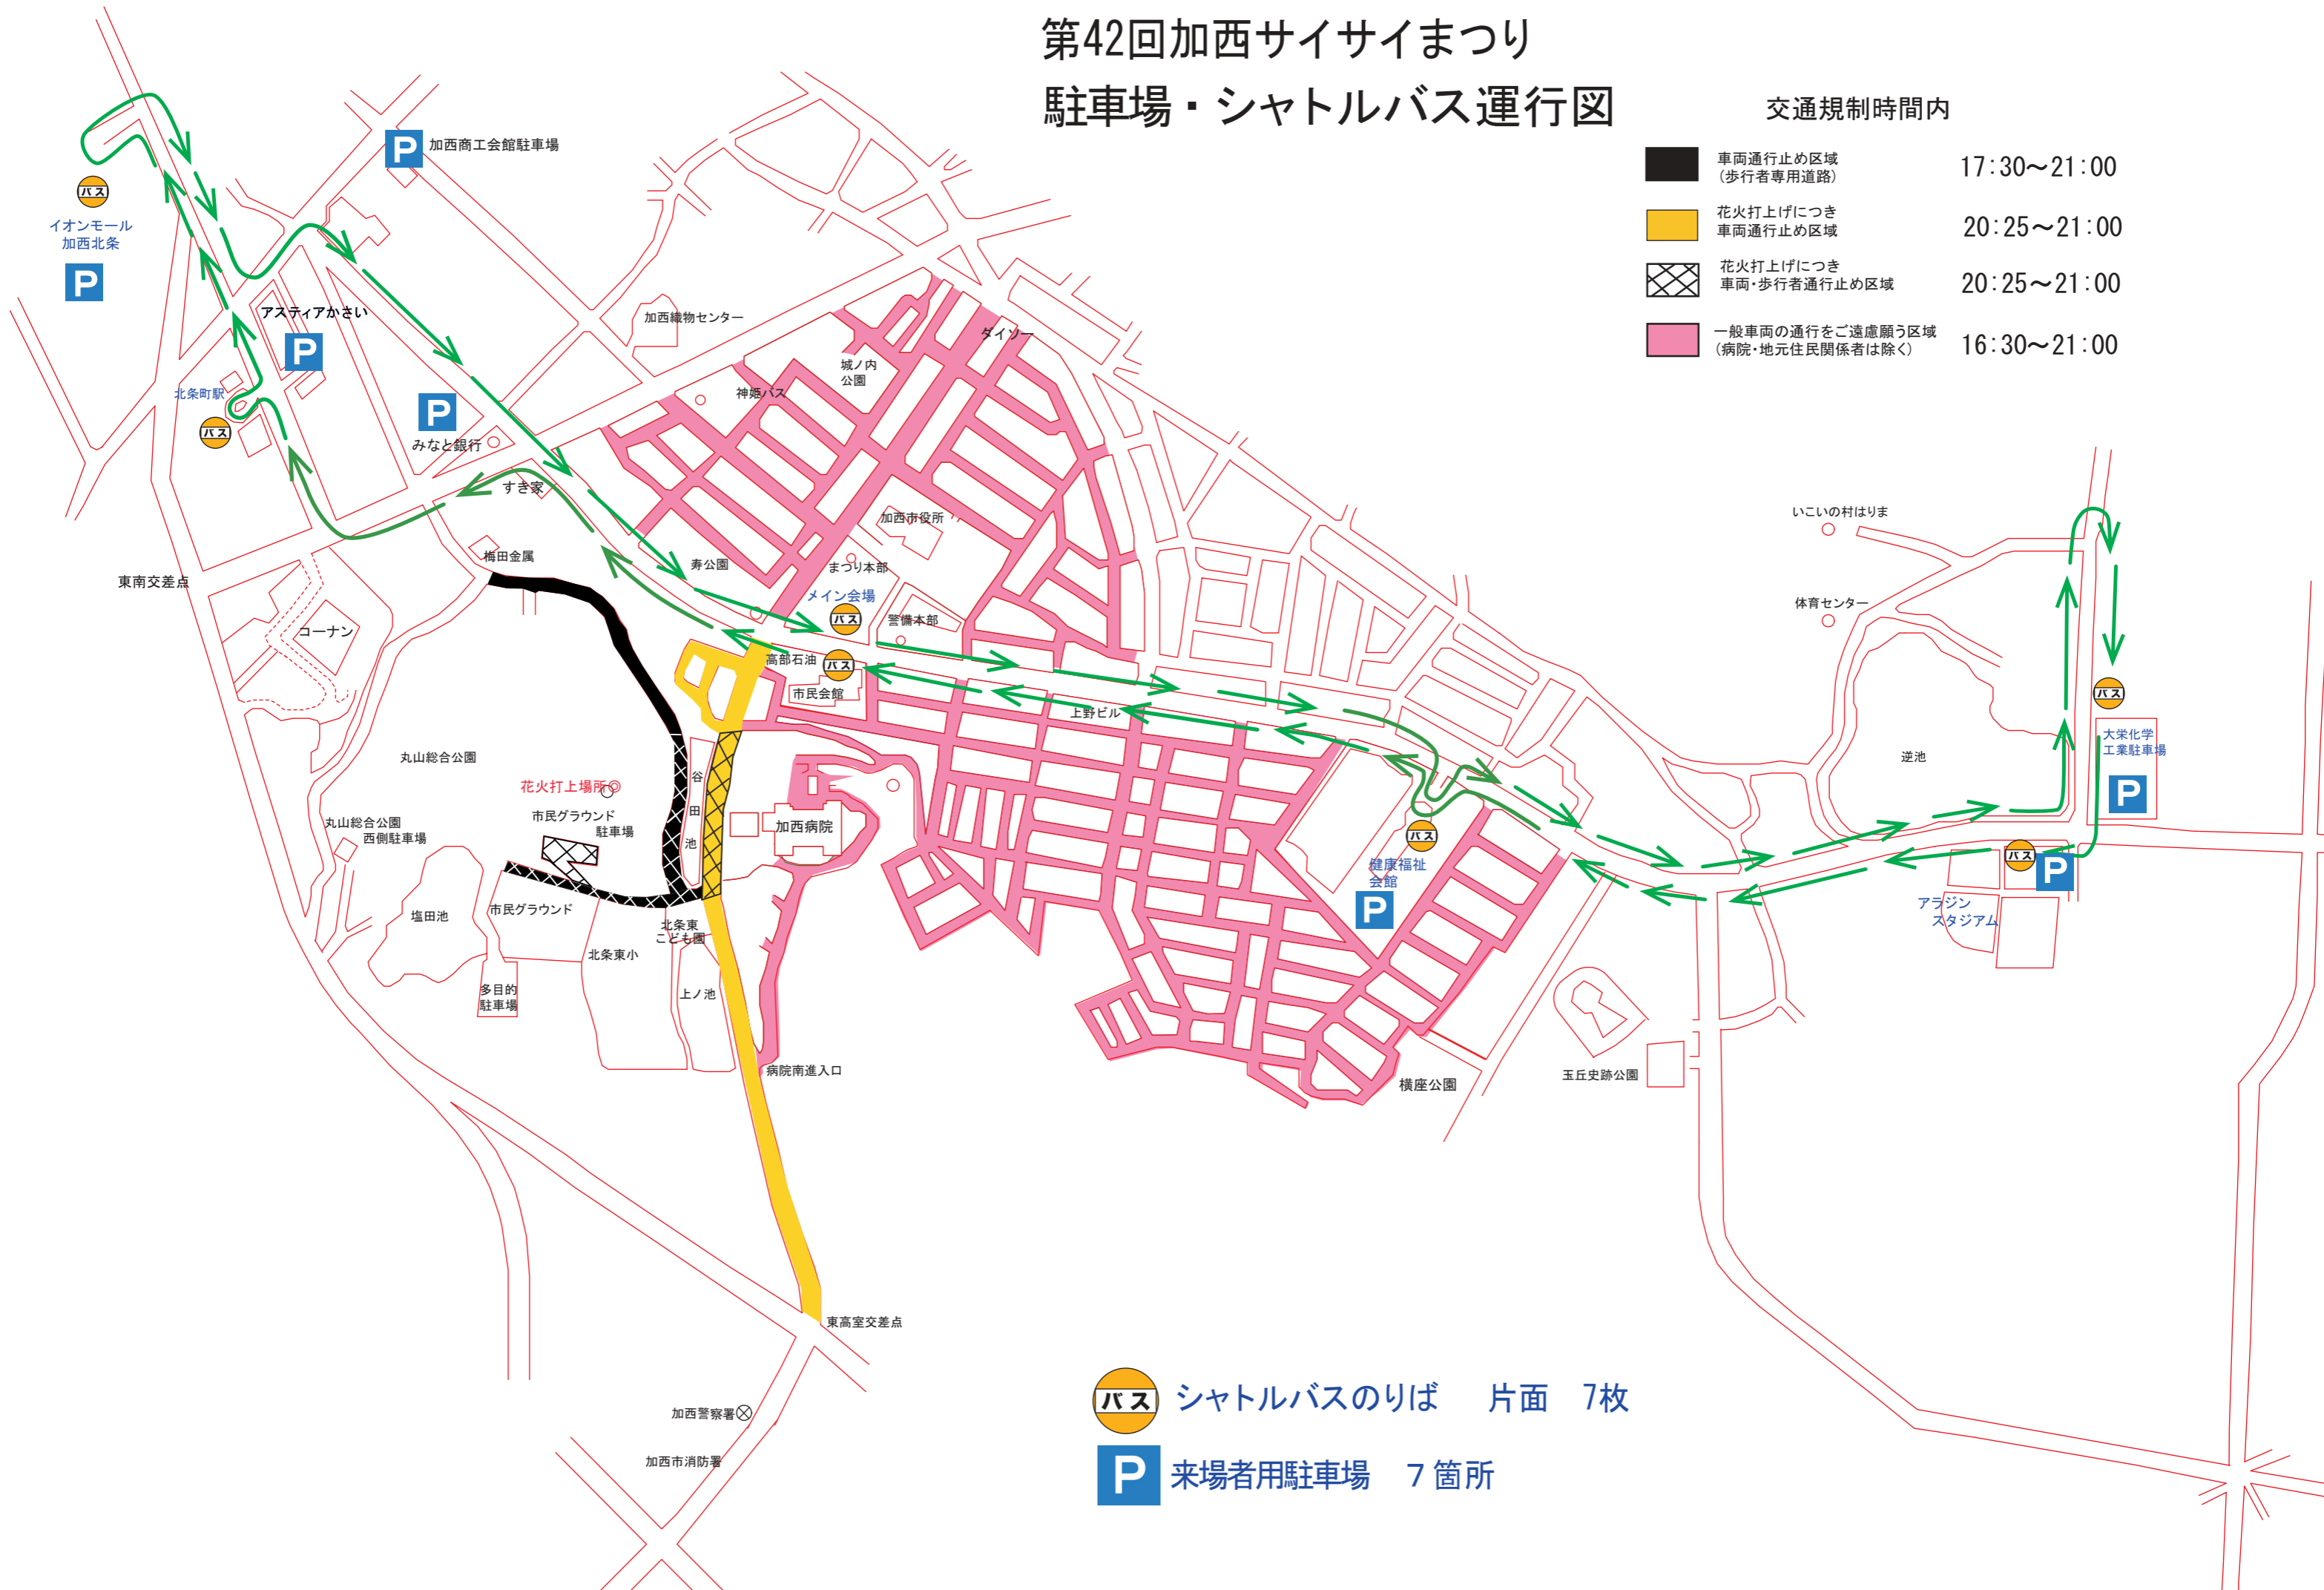 第42回加西サイサイまつり
駐車場・シャトルバス運行図
交通規制時間内
車両通行止め区域
(歩行者専用道路)
17:30～21:00
花火打上げにつき
車両通行止め区域
20:25～21:00
花火打上げにつき
車両・歩行者通行止め区域
20:25～21:00
一般車両の通行をご遠慮願う区域
(病院・地元住民関係者は除く)
16:30～21:00
P
加西商工会館駐車場
バス
イオンモール
加西北条
P
アスティアかさい
P
北条町駅
バス
P
みなと銀行
すき家
加西織物センター
神姫バス
城ノ内
公園
ダイソー
加西市役所
まつり本部
メイン会場
バス
警備本部
寿公園
梅田金属
東南交差点
コーナン
高部石油
バス
市民会館
上野ビル
丸山総合公園
花火打上場所◎
市民グラウンド
駐車場
谷
田
池
加西病院
丸山総合公園
西側駐車場
塩田池
市民グラウンド
北条東
こども園
北条東小
上ノ池
多目的
駐車場
病院南進入口
東高室交差点
加西警察署
加西市消防署
バス
健康福祉
会館
P
横座公園
玉丘史跡公園
いこいの村はりま
体育センター
逆池
バス
大栄化学
工業駐車場
P
バス
P
アラジン
スタジアム
バス
シャトルバスのりば　片面　7枚
P
来場者用駐車場　７箇所